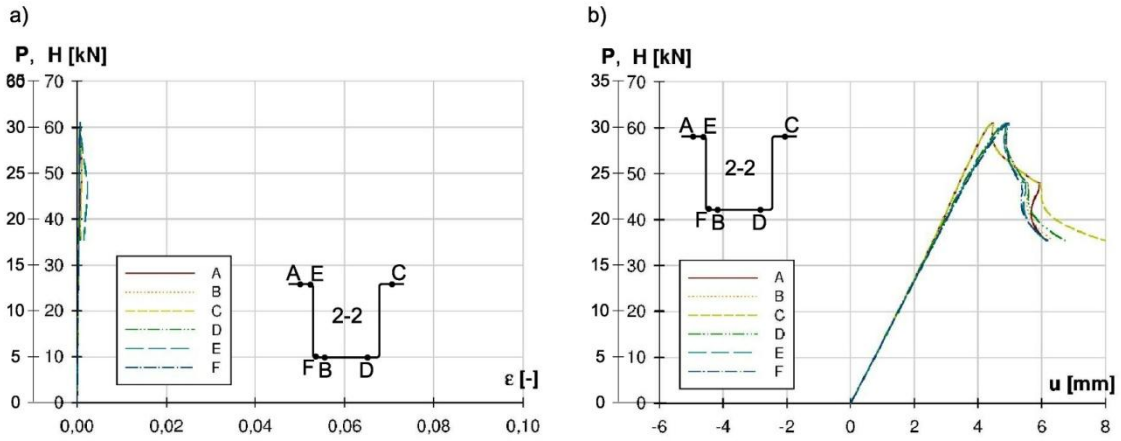 a)
P, H [kN]
70
30 60
25 50
20 40
15 30
10 20
5 10
0 0
0,00 0,02 0,04 0,06 0,08 0,10
ε [-]
A
B
C
D
E
F
A E C
2-2
F B D
b)
P, H [kN]
35 70
30 60
25 50
20 40
15 30
10 20
5 10
0 0
-6 -4 -2 0 2 4 6 8
u [mm]
A E C
2-2
F B D
A
B
C
D
E
F